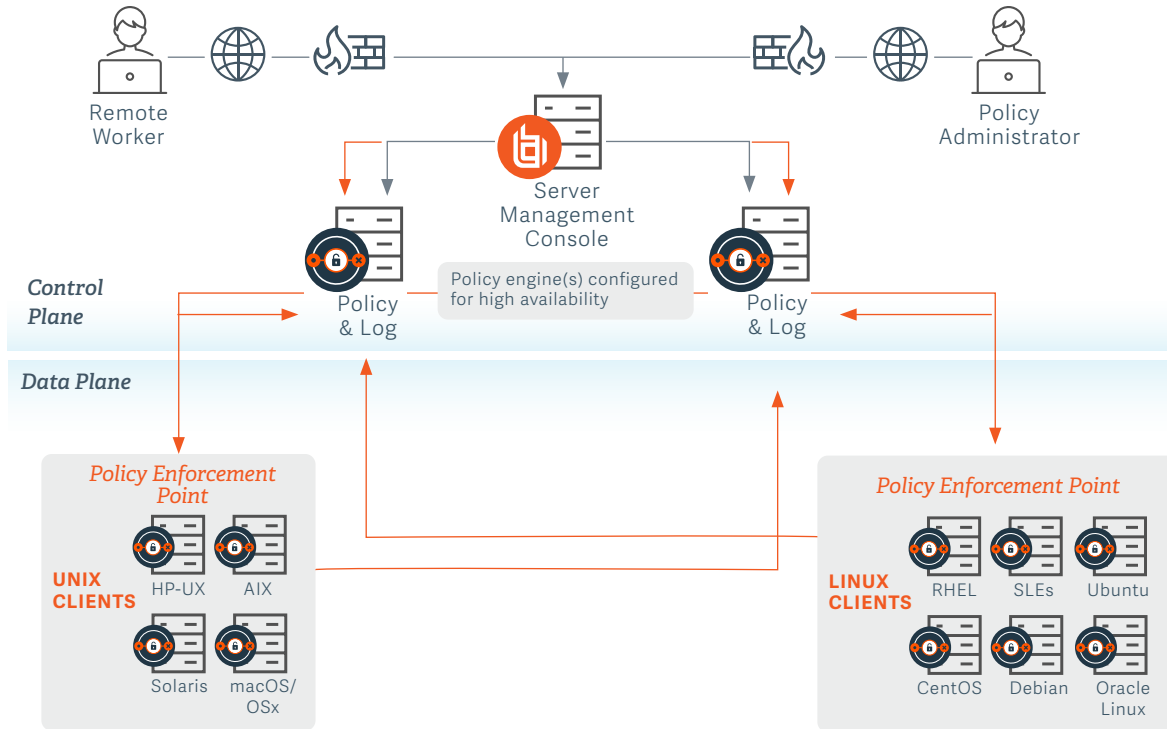 Remote
Worker
Policy
Administrator
Server
Management
Console
Policy engine(s) configured
for high availability
Control
Plane
Policy
& Log
Policy
& Log
Data Plane
Policy Enforcement
Point
UNIX
CLIENTS
HP-UX
AIX
Solaris
macOS/
OSx
Policy Enforcement Point
LINUX
CLIENTS
RHEL
SLEs
Ubuntu
CentOS
Debian
Oracle
Linux